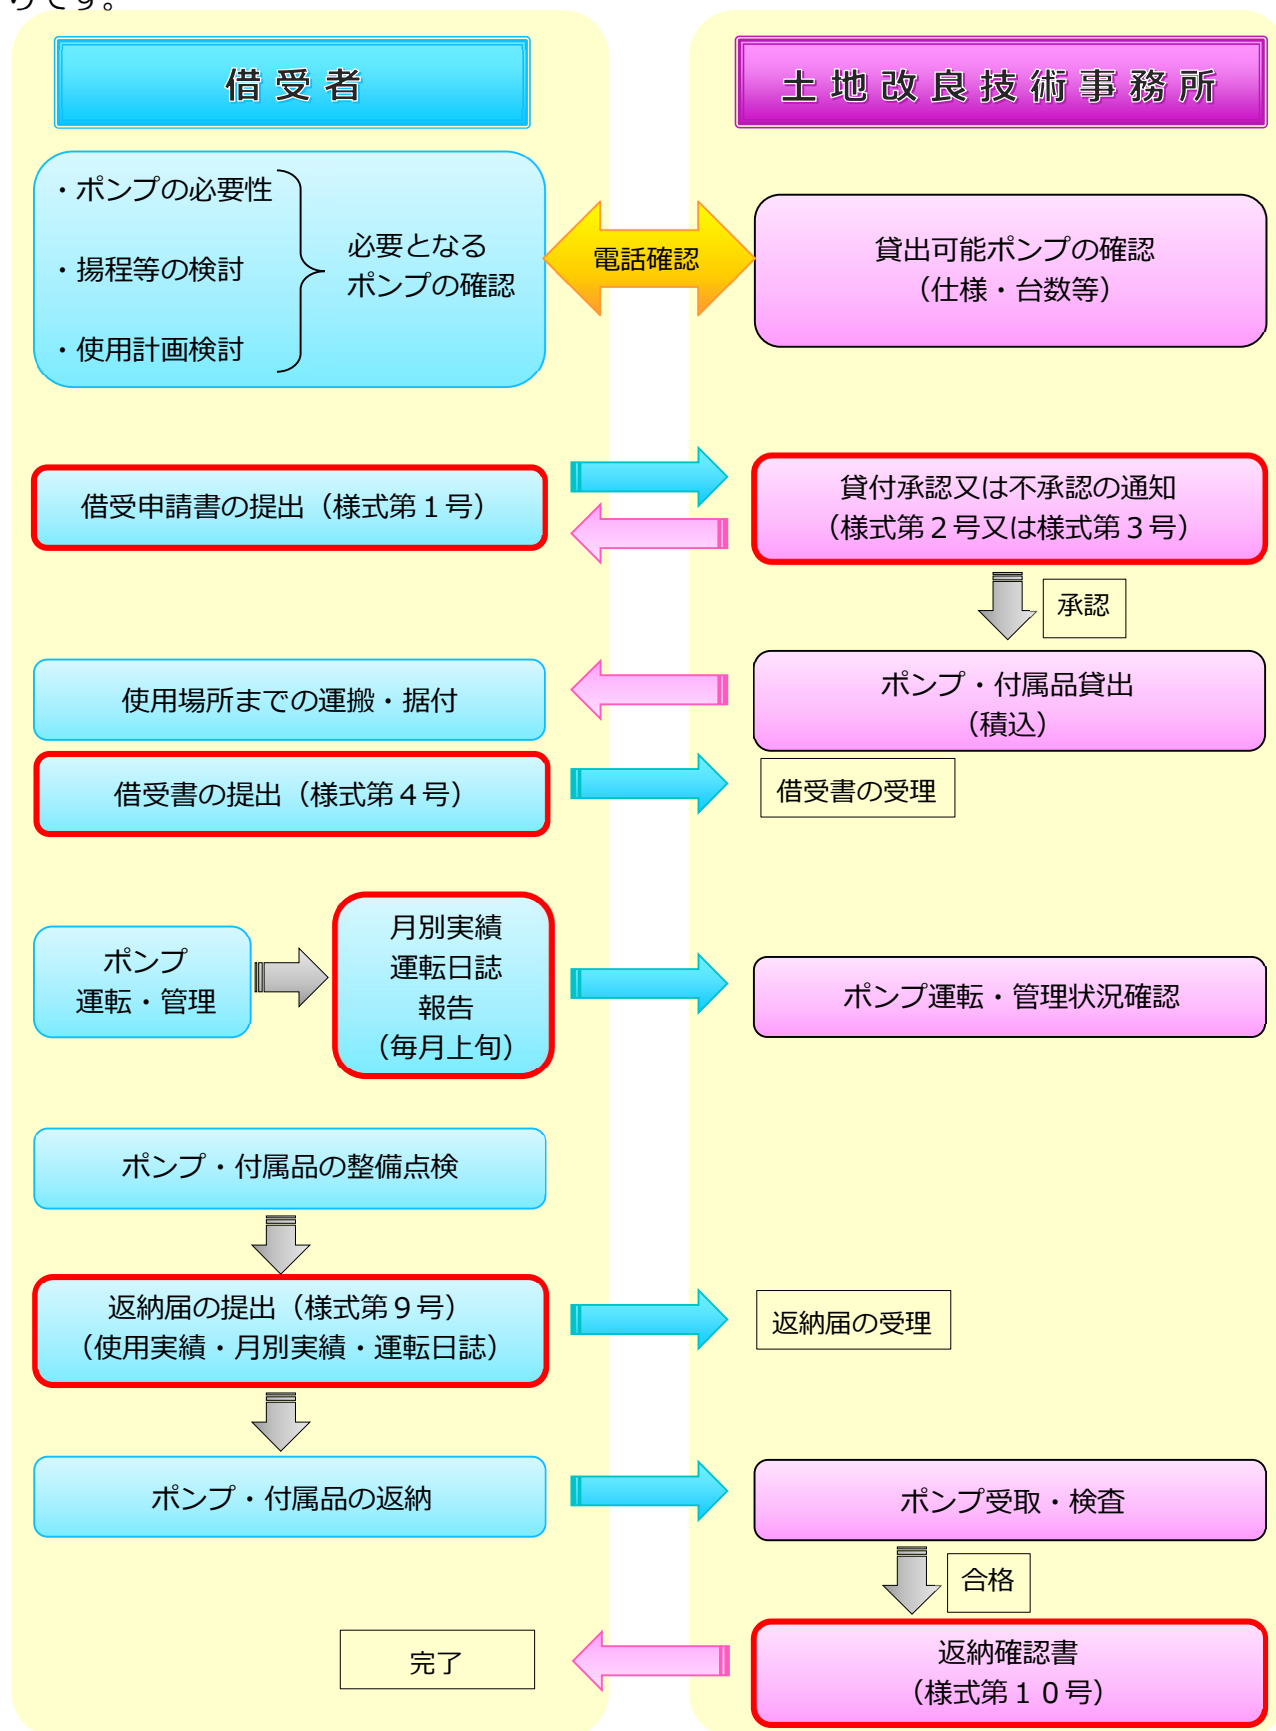 りです。
借受者
土地改良技術事務所
・ポンプの必要性
・揚程等の検討
・使用計画検討
必要となる
ポンプの確認
電話確認
貸出可能ポンプの確認
（仕様・台数等）
借受申請書の提出（様式第１号）
貸付承認又は不承認の通知
（様式第２号又は様式第３号）
承認
使用場所までの運搬・据付
ポンプ・付属品貸出
（積込）
借受書の提出（様式第４号）
借受書の受理
ポンプ
運転・管理
月別実績
運転日誌
報告
（毎月上旬）
ポンプ運転・管理状況確認
ポンプ・付属品の整備点検
返納届の提出（様式第９号）
（使用実績・月別実績・運転日誌）
返納届の受理
ポンプ・付属品の返納
ポンプ受取・検査
合格
完了
返納確認書
（様式第１０号）